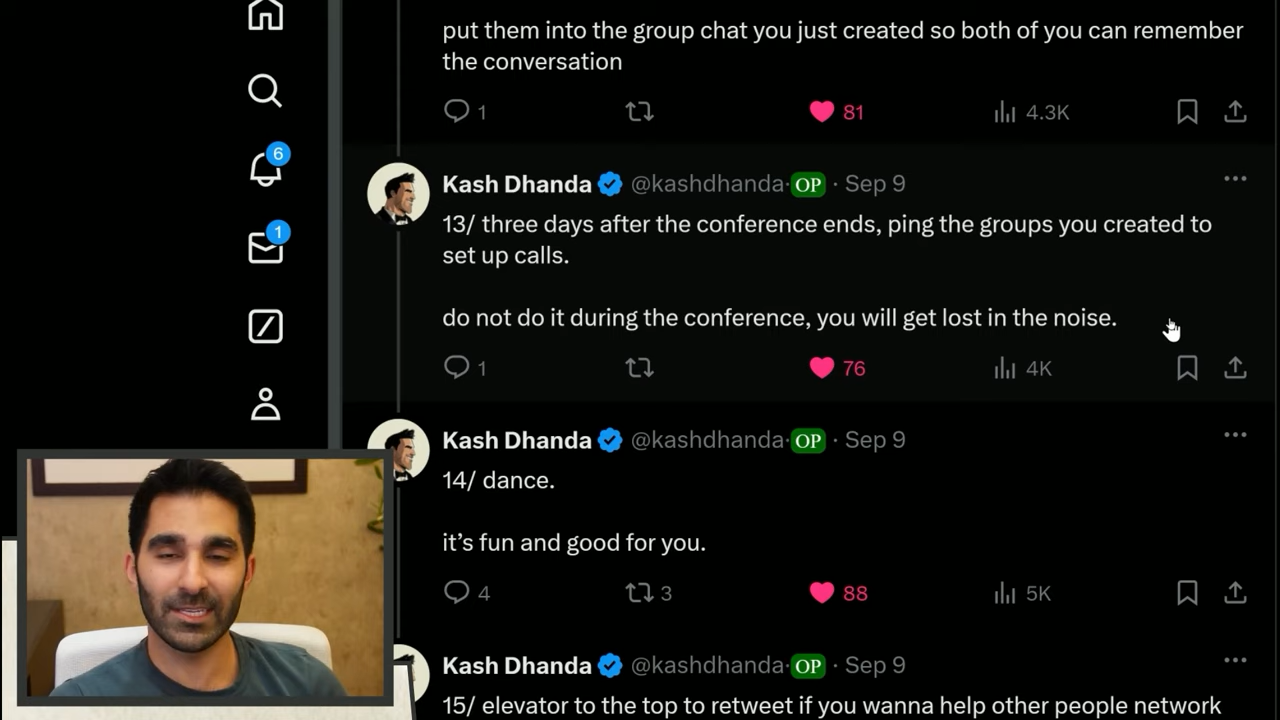 put them into the group chat you just created so both of you can remember
the conversation
1
81
4.3K
6
Kash Dhanda @kashdhanda· OP · Sep 9
13/ three days after the conference ends, ping the groups you created to
set up calls.
1
do not do it during the conference, you will get lost in the noise.
1
76
4K
Kash Dhanda @kashdhanda· OP · Sep 9
14/ dance.
it’s fun and good for you.
4
3
88
5K
Kash Dhanda @kashdhanda· OP · Sep 9
15/ elevator to the top to retweet if you wanna help other people network